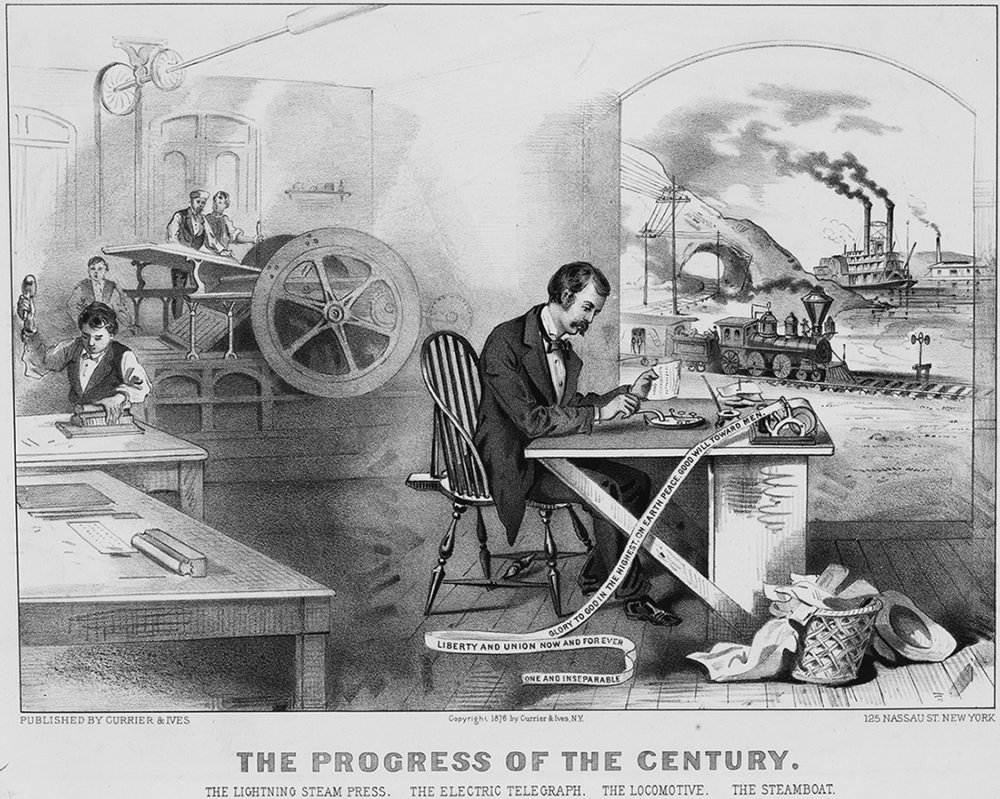 GLORY TO GOD IN THE HIGHEST. ON EARTH PEACE, GOOD WILL TOWARD MEN.
LIBERTY AND UNION NOW AND FOR EVER
ONE AND INSEPARABLE
PUBLISHED BY CURRIER & IVES
Copyright 1876 by Currier & Ives, N.Y.
125 NASSAU ST. NEW YORK
THE PROGRESS OF THE CENTURY.
THE LIGHTNING STEAM PRESS. THE ELECTRIC TELEGRAPH. THE LOCOMOTIVE. THE STEAMBOAT.